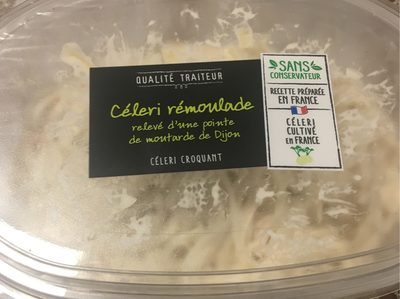 QUALITÉ TRAITEUR
Céleri rémoulade
relevé d'une pointe
de moutarde de Dijon
CÉLERI CROQUANT
SANS
CONSERVATEUR
RECETTE PRÉPARÉE
EN FRANCE
CÉLERI
CULTIVÉ
EN FRANCE